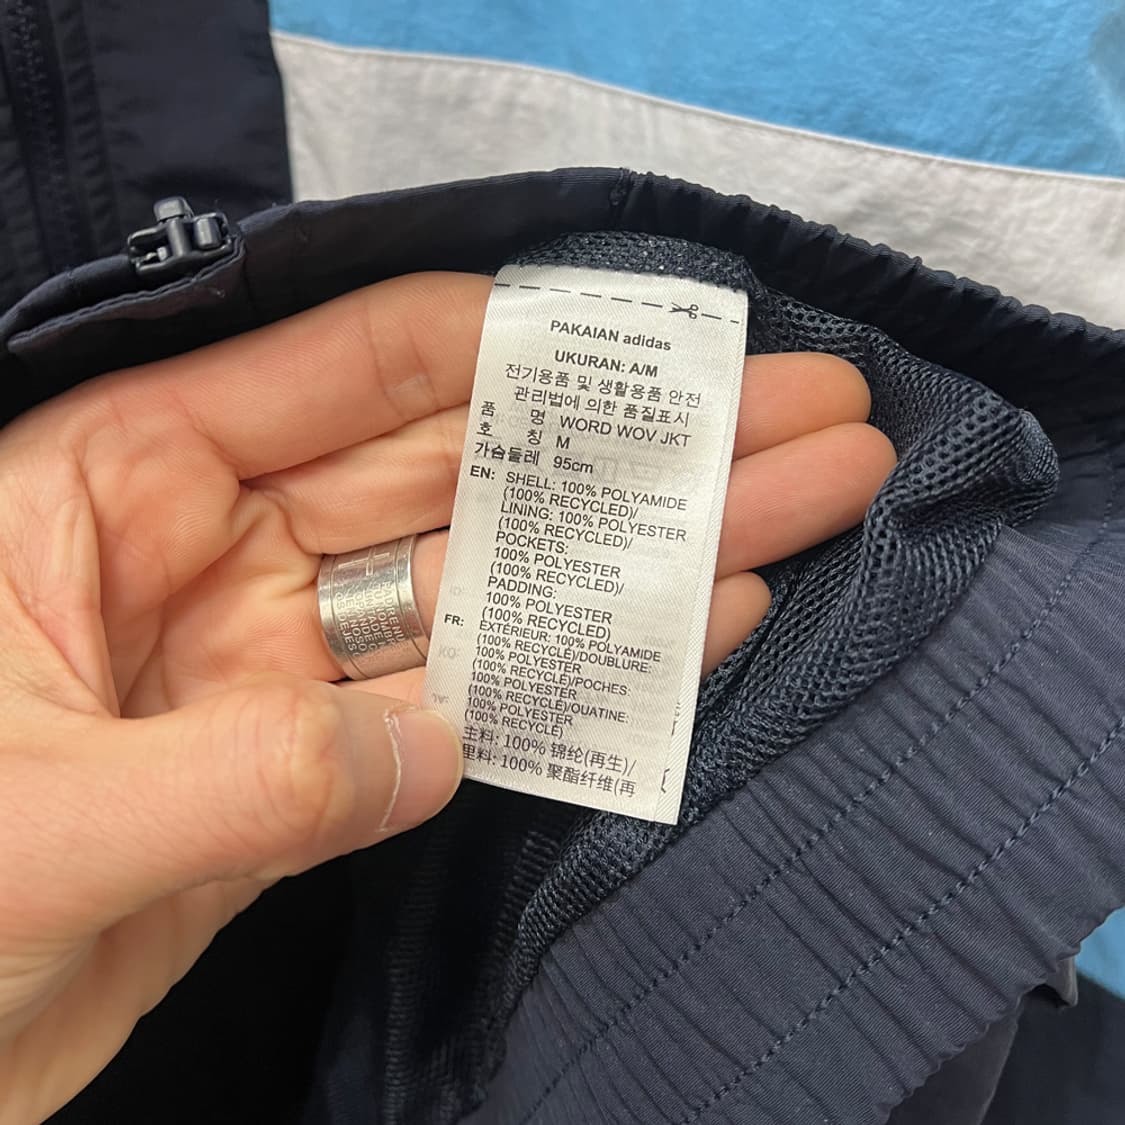 PAKAIAN adidas
UKURAN: A/M
전기용품 및 생활용품 안전
관리법에 의한 품질표시
품 명 WORD WOV JKT
호 칭 M
가슴둘레 95cm
EN: SHELL: 100% POLYAMIDE
(100% RECYCLED)/
LINING: 100% POLYESTER
(100% RECYCLED)/
POCKETS:
100% POLYESTER
(100% RECYCLED)/
PADDING:
100% POLYESTER
(100% RECYCLED)
FR: EXTÉRIEUR: 100% POLYAMIDE
(100% RECYCLÉ)/DOUBLURE:
100% POLYESTER
(100% RECYCLÉ)/POCHES:
100% POLYESTER
(100% RECYCLÉ)/OUATINE:
100% POLYESTER
(100% RECYCLÉ)
主料: 100% 锦纶(再生)/
里料: 100% 聚酯纤维(再